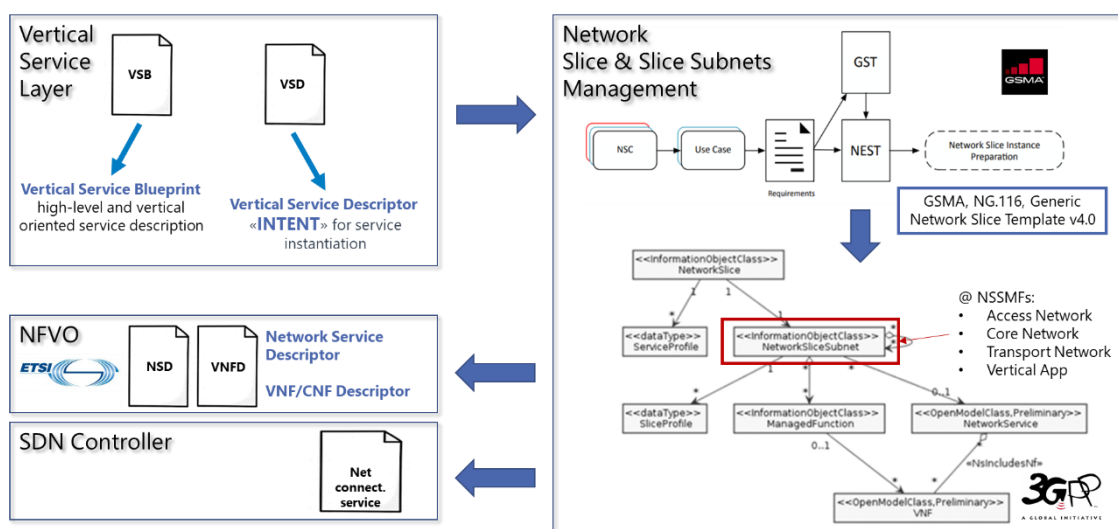 Vertical
Service
Layer
VSB
VSD
Vertical Service Blueprint
high-level and vertical
oriented service description
Vertical Service Descriptor
«INTENT» for service
instantiation
NFVO
ETSI
NSD
VNFD
Network Service
Descriptor
VNF/CNF Descriptor
SDN Controller
Net
connect.
service
Network
Slice & Slice Subnets
Management
GST
GSMA
NSC
Use Case
Requirements
NEST
Network Slice Instance
Preparation
GSMA, NG.116, Generic
Network Slice Template v4.0
<<InformationObjectClass>>
NetworkSlice
1
1
*
1
<<dataType>>
ServiceProfile
<<InformationObjectClass>>
NetworkSliceSubnet
*
*
@ NSSMFs:
• Access Network
• Core Network
• Transport Network
• Vertical App
1
*
*
*
*
0..1
<<dataType>>
SliceProfile
<<InformationObjectClass>>
ManagedFunction
<<OpenModelClass,Preliminary>>
NetworkService
0..1
*
«NsIncludesNf»
*
*
<<OpenModelClass,Preliminary>>
VNF
3GPP
A GLOBAL INITIATIVE